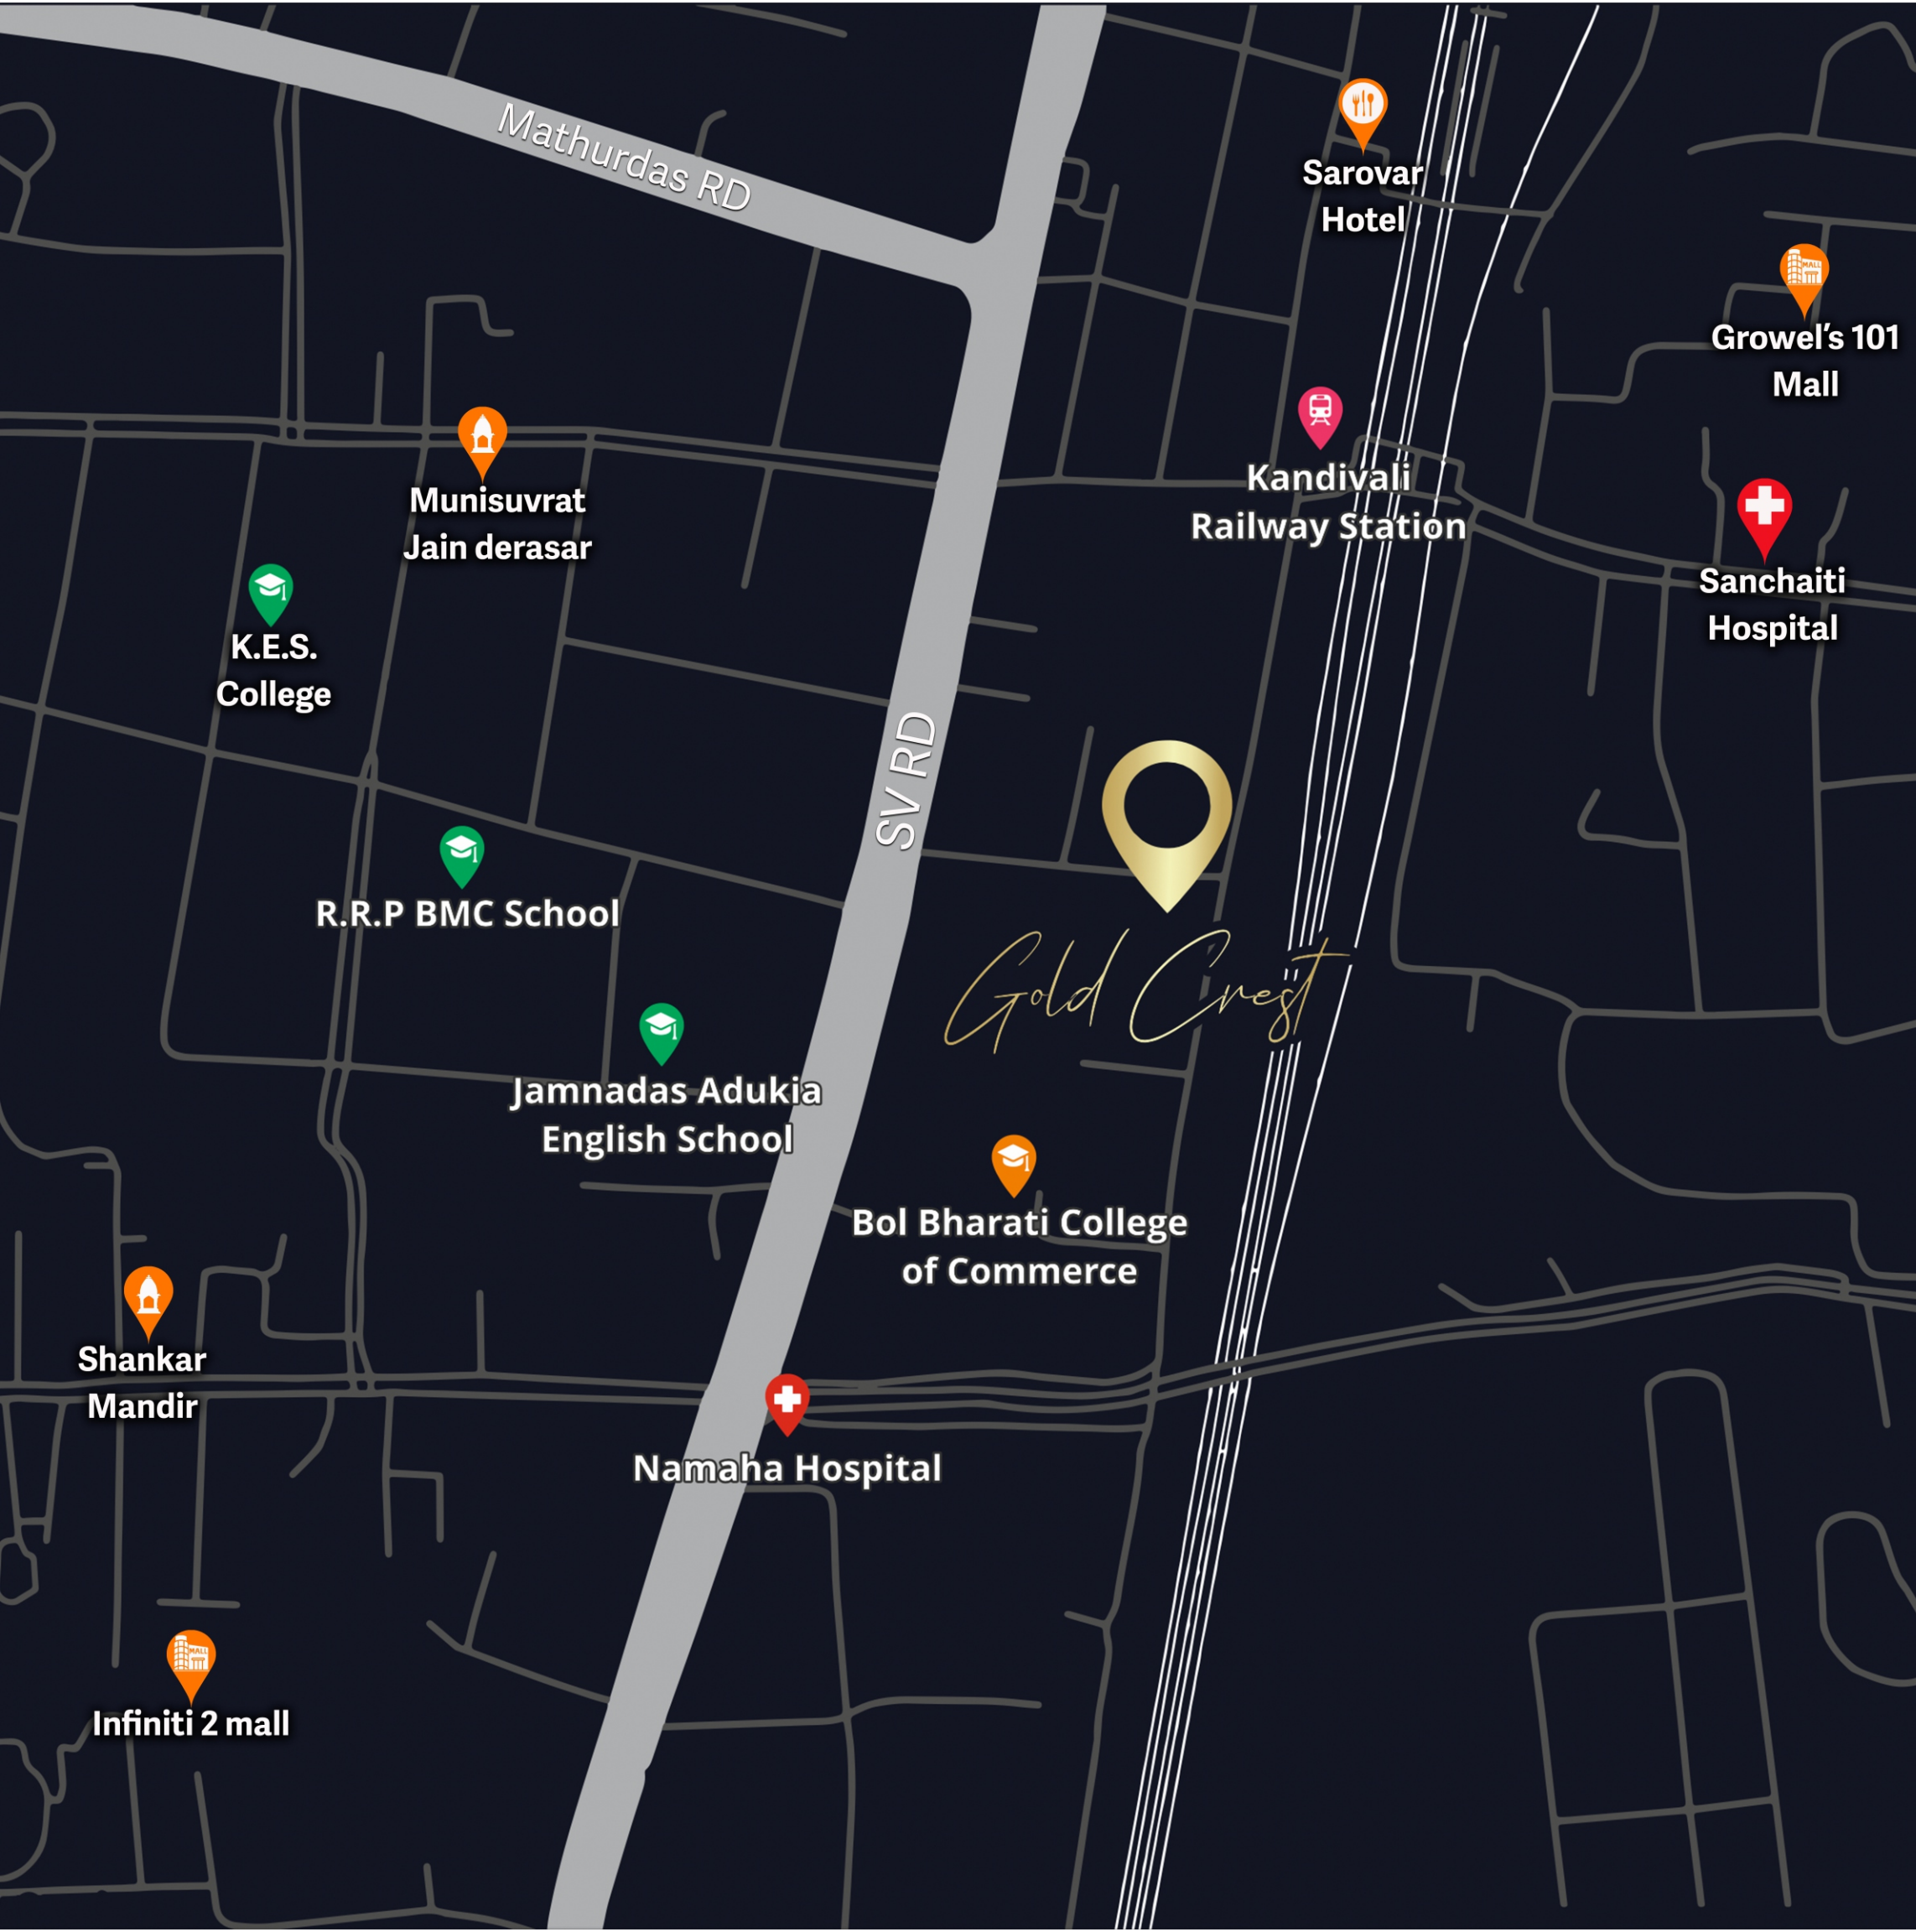 Mathurdas RD
Sarovar
Hotel
MALL
Growel's 101
Mall
Kandivali
Railway Station
Munisuvrat
Jain derasar
Sanchaiti
Hospital
K.E.S.
College
SV RD
R.R.P BMC School
Gold Crest
Jamnadas Adukia
English School
Bol Bharati College
of Commerce
Shankar
Mandir
Namaha Hospital
MALL
Infiniti 2 mall